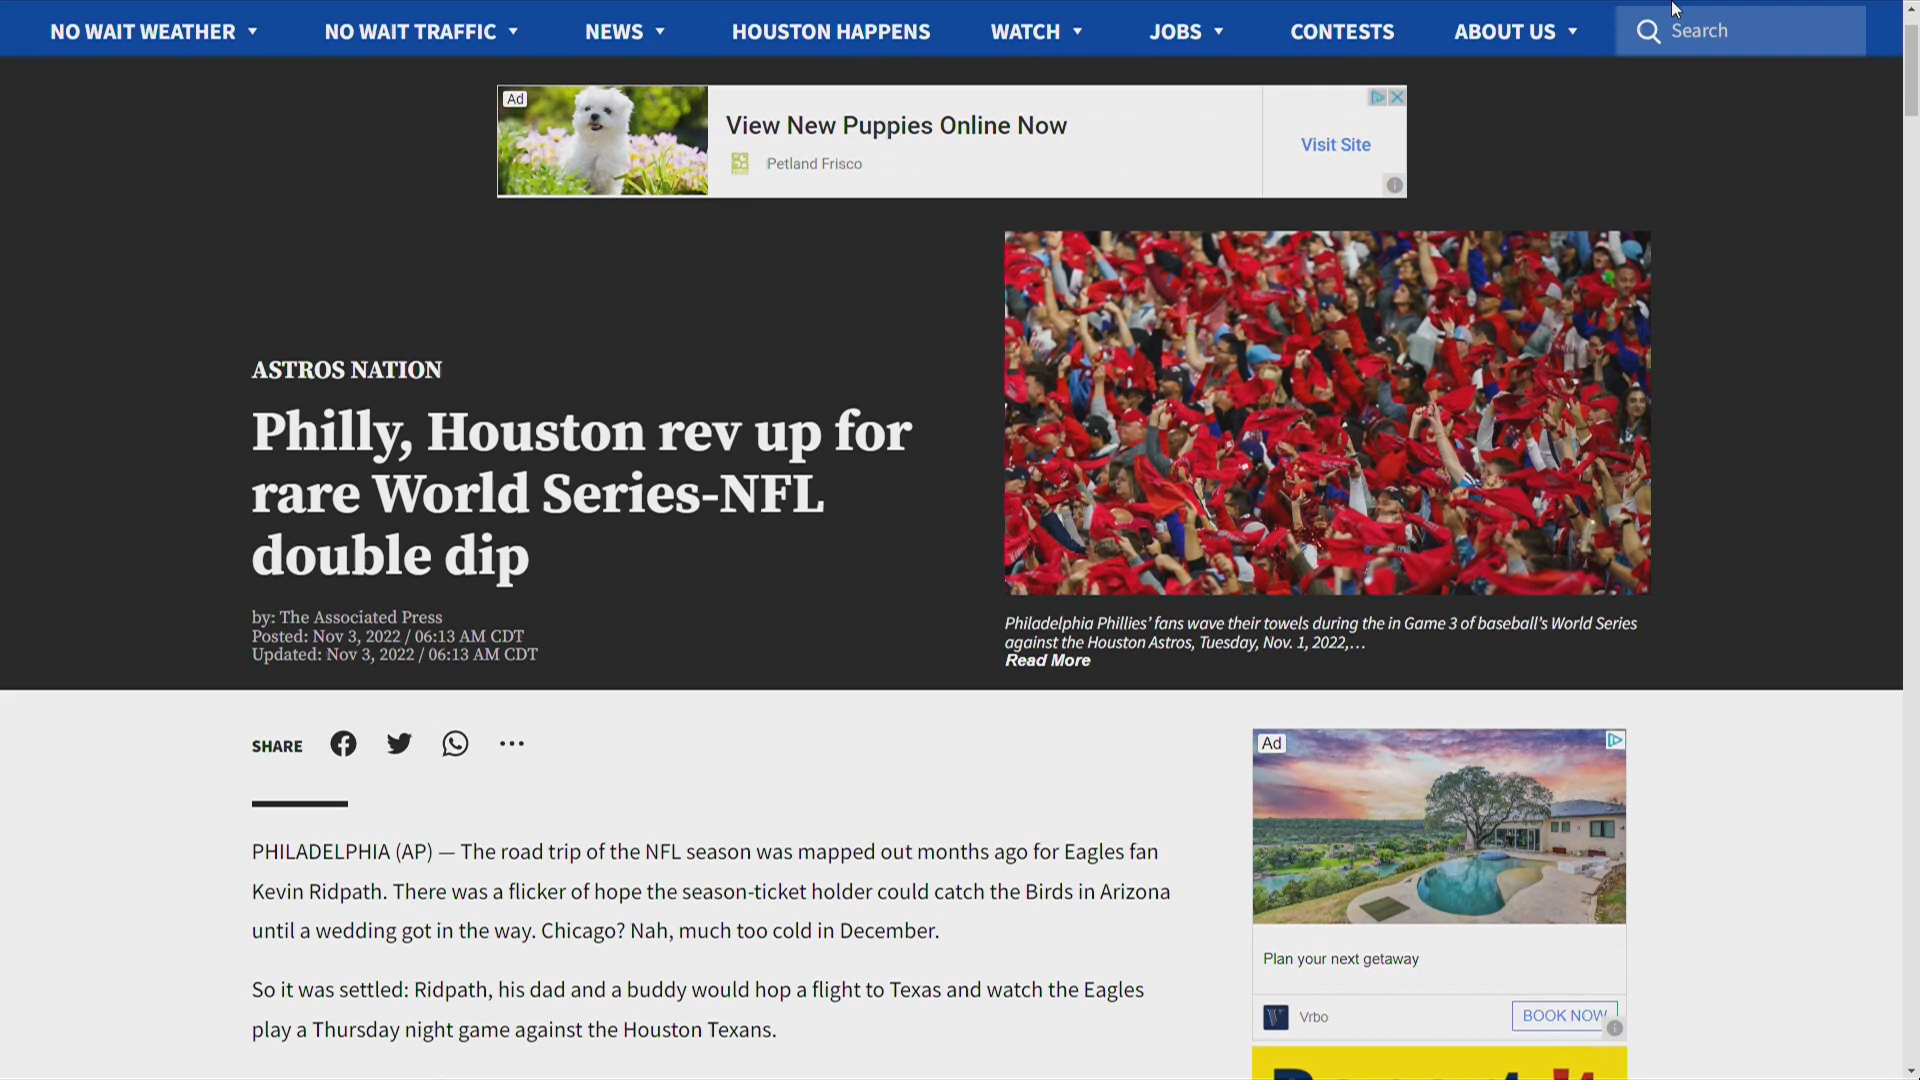 NO WAIT WEATHER NO WAIT TRAFFIC NEWS HOUSTON HAPPENS WATCH JOBS CONTESTS ABOUT US Search
Ad
View New Puppies Online Now
Petland Frisco
Visit Site
ASTROS NATION
Philly, Houston rev up for
rare World Series-NFL
double dip
by: The Associated Press
Posted: Nov 3, 2022 / 06:13 AM CDT
Updated: Nov 3, 2022 / 06:13 AM CDT
Philadelphia Phillies’ fans wave their towels during the in Game 3 of baseball’s World Series
against the Houston Astros, Tuesday, Nov. 1, 2022,…
Read More
SHARE
PHILADELPHIA (AP) — The road trip of the NFL season was mapped out months ago for Eagles fan
Kevin Ridpath. There was a flicker of hope the season-ticket holder could catch the Birds in Arizona
until a wedding got in the way. Chicago? Nah, much too cold in December.
So it was settled: Ridpath, his dad and a buddy would hop a flight to Texas and watch the Eagles
play a Thursday night game against the Houston Texans.
Ad
Plan your next getaway
Vrbo
BOOK NOW